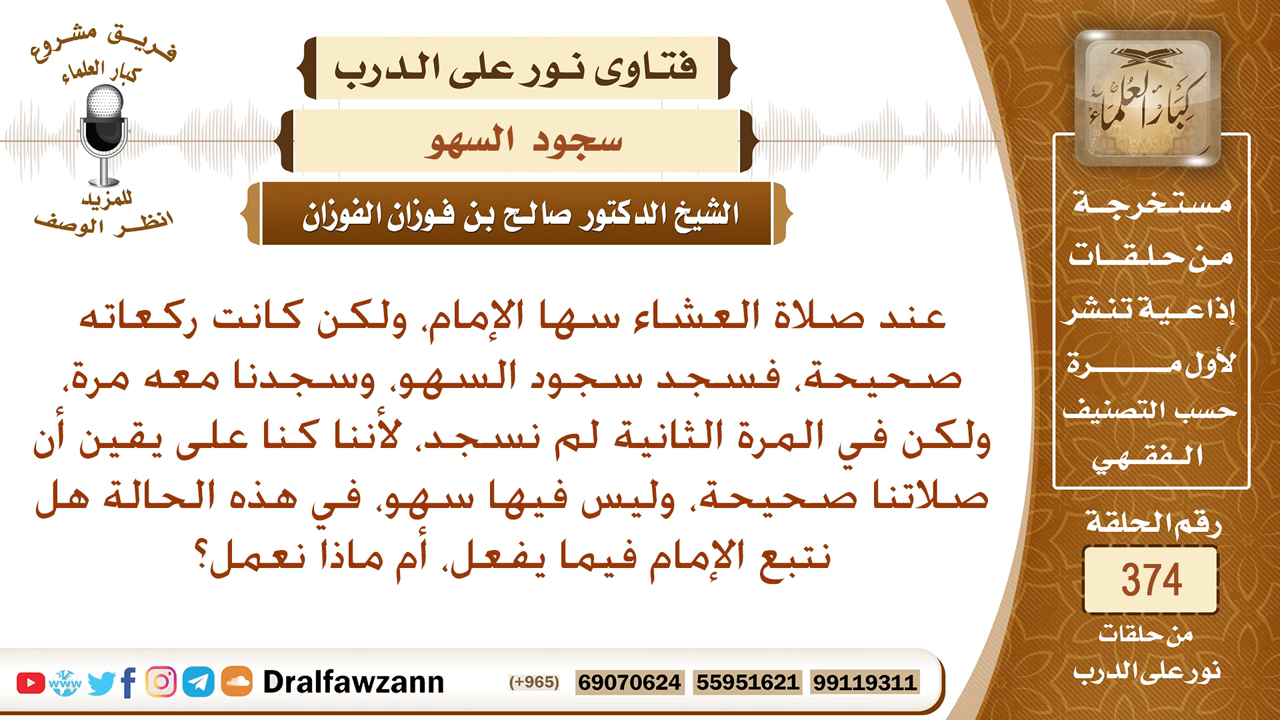 فريق مشروع
كبار العلماء
للمزيد
انظر الوصف
فتاوى نور على الدرب
سجود السهو
الشيخ الدكتور صالح بن فوزان الفوزان
عند صلاة العشاء سها الإمام، ولكن كانت ركعاته
صحيحة، فسجد سجود السهو، وسجدنا معه مرة،
ولكن في المرة الثانية لم نسجد، لأننا كنا على يقين أن
صلاتنا صحيحة، وليس فيها سهو، في هذه الحالة هل
نتبع الإمام فيما يفعل، أم ماذا نعمل؟
كبار العلماء
مستخرجة
من حلقات
إذاعية تنشر
لأول مرة
حسب التصنيف
الفقهي
رقم الحلقة
374
من حلقات
نور على الدرب
www
Dralfawzann
(+965) 69070624 55951621 99119311